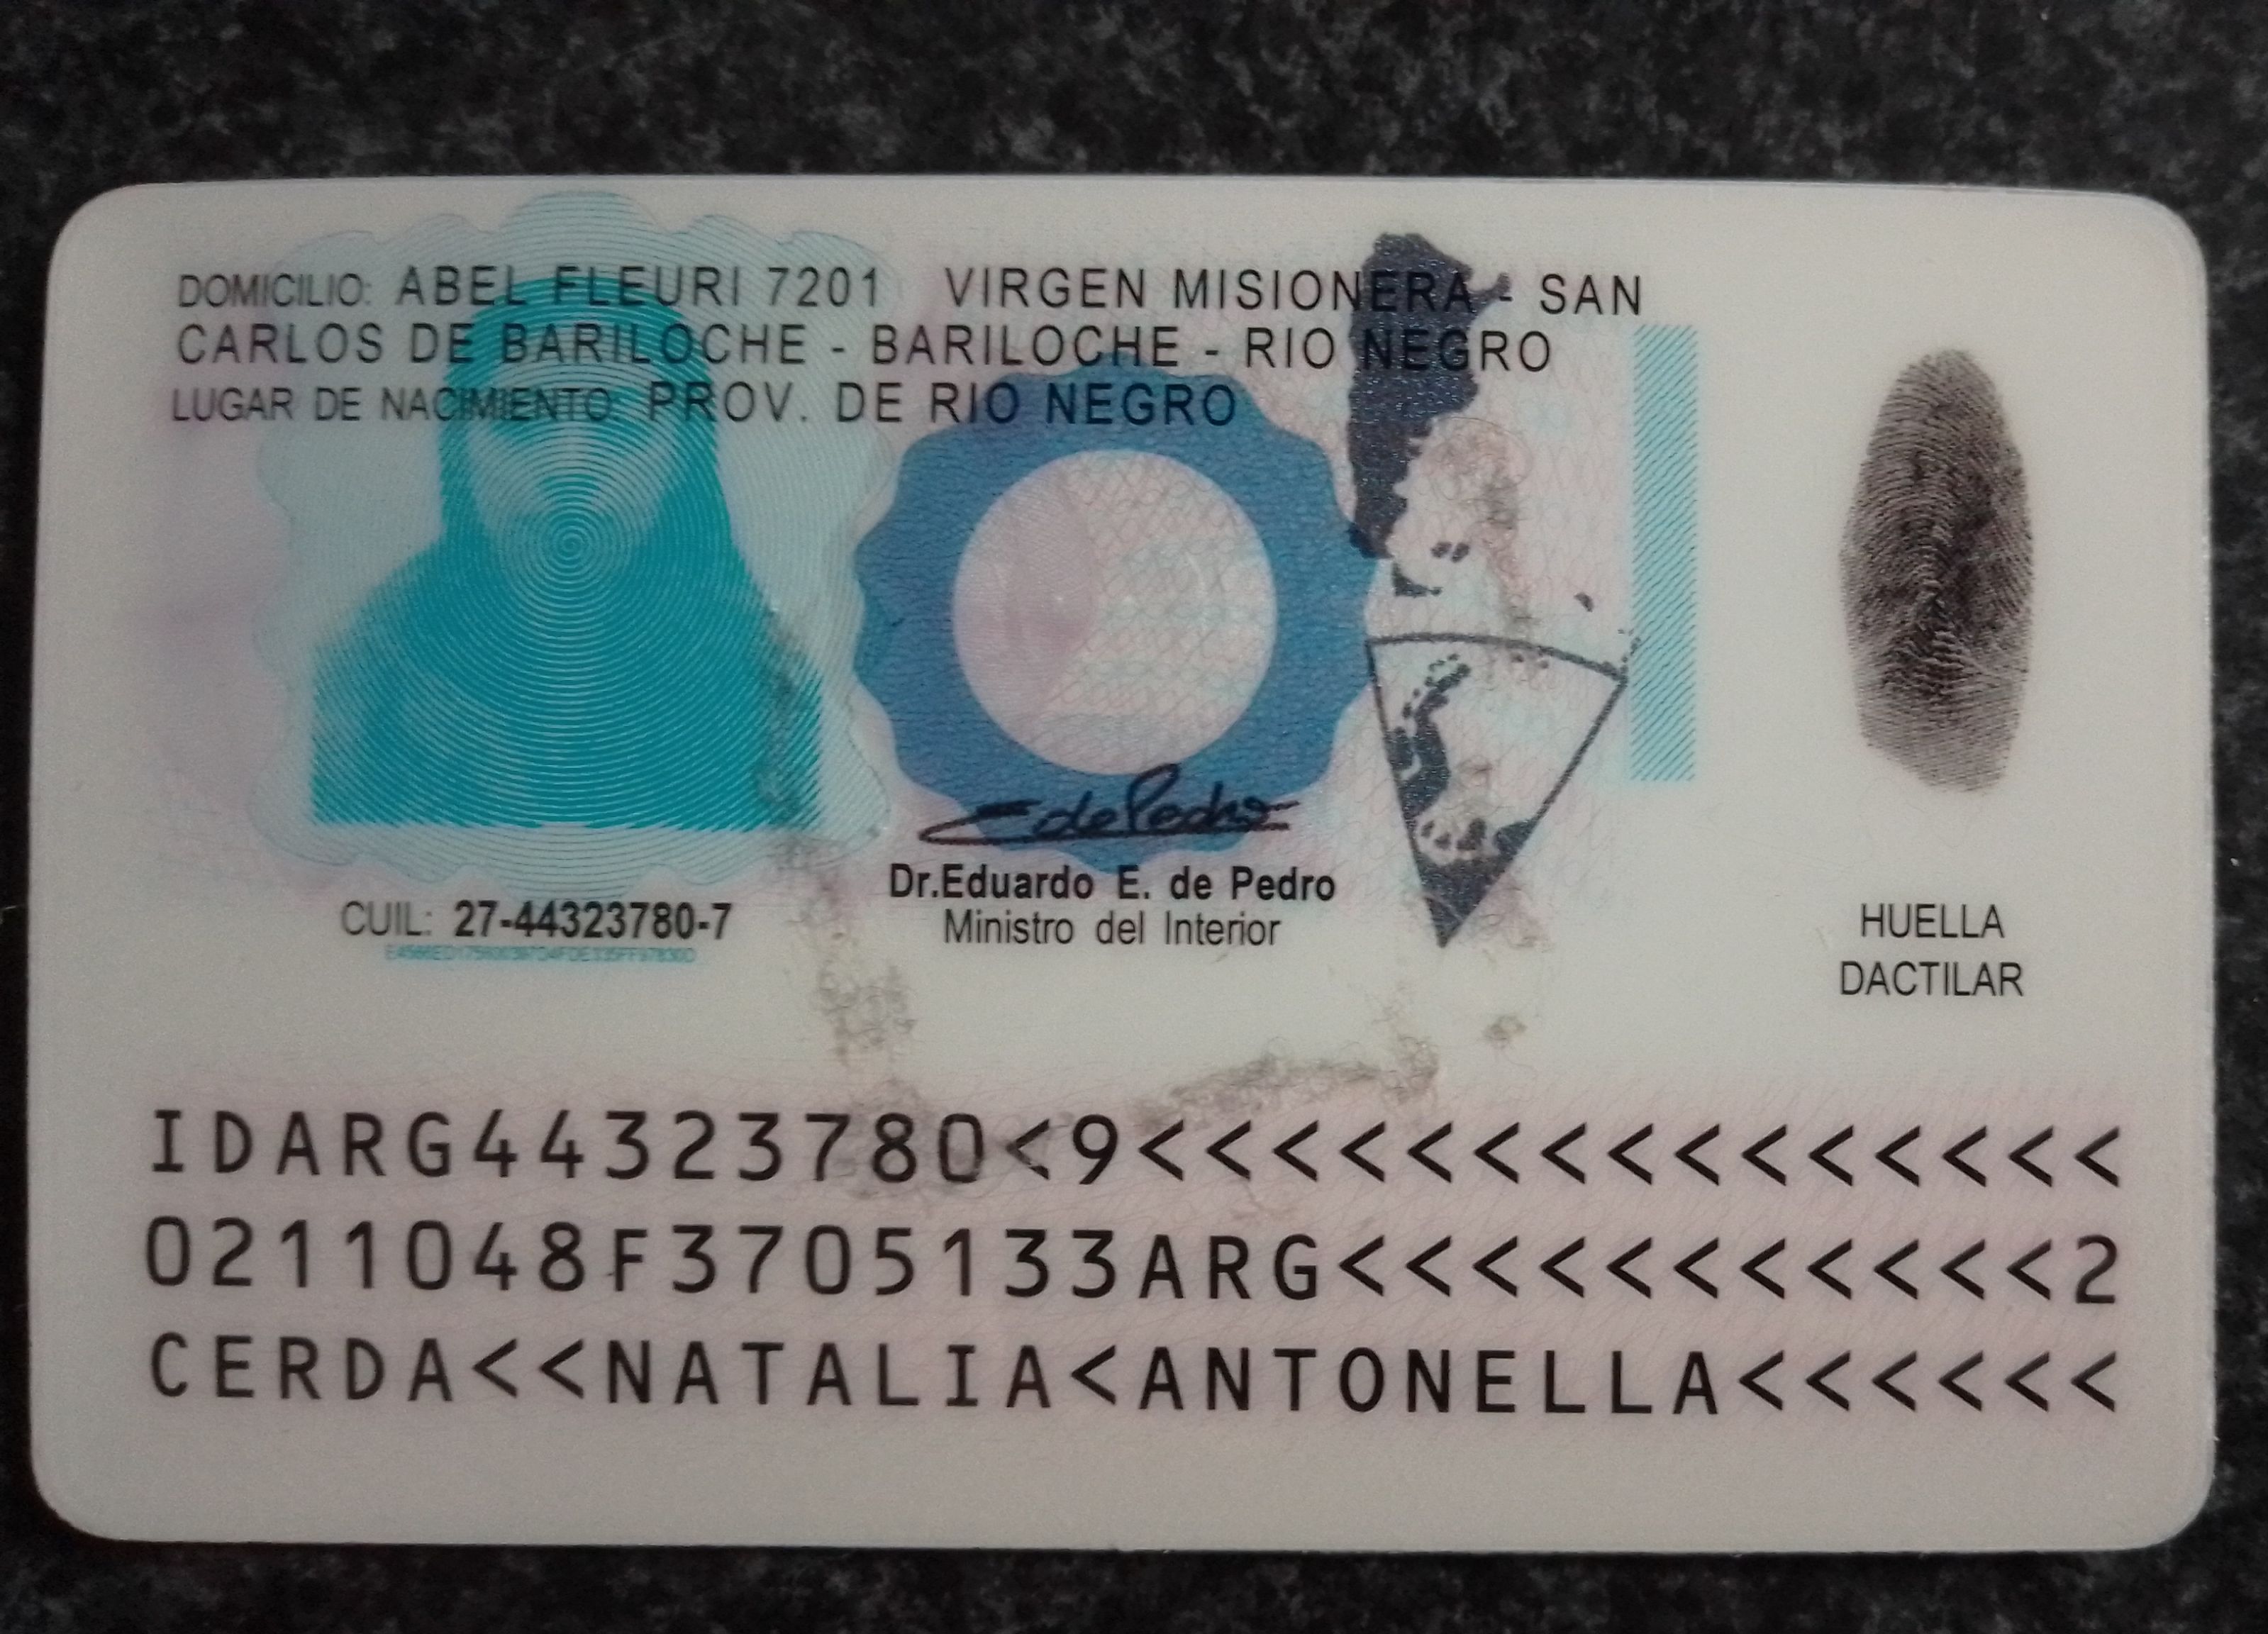 DOMICILIO: ABEL FLEURI 7201 VIRGEN MISIONERA - SAN
CARLOS DE BARILOCHE - BARILOCHE - RIO NEGRO
LUGAR DE NACIMIENTO: PROV. DE RIO NEGRO
E de Pedro
Dr.Eduardo E. de Pedro
Ministro del Interior
CUIL: 27-44323780-7
HUELLA
DACTILAR
IDARG44323780<9<<<<<<<<<<<<<<<
0211048F3705133ARG<<<<<<<<<<<2
CERDA<<NATALIA<ANTONELLA<<<<<<